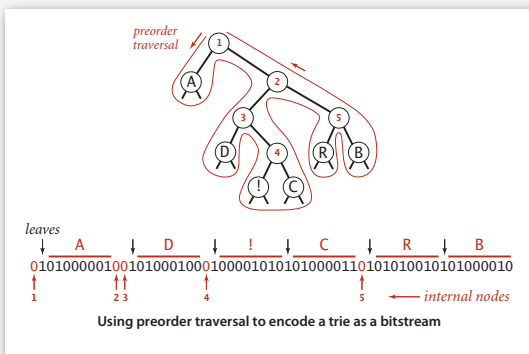 preorder
traversal
1
A
2
3
5
D
4
R
B
!
C
leaves
A D ! C R B
01010000010010100010001000010101010000110101010010101000010
1 2 3 4 5 internal nodes
Using preorder traversal to encode a trie as a bitstream